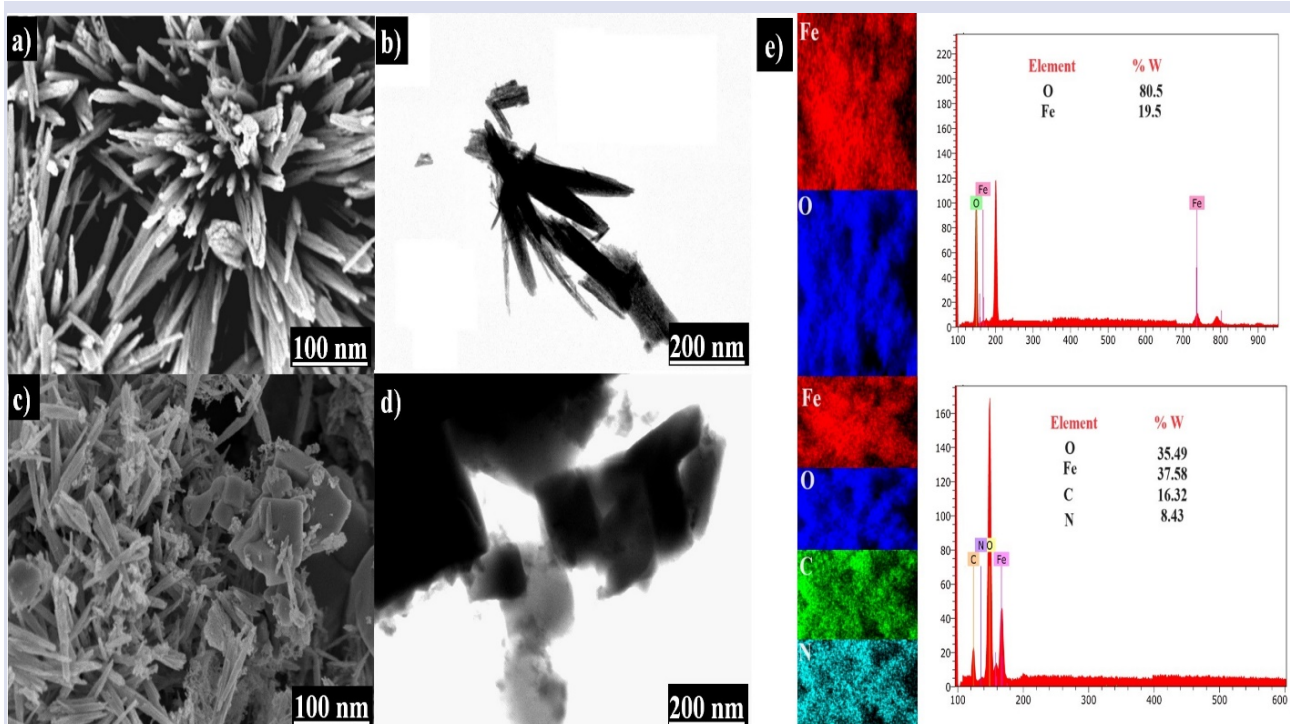 a)
100 nm
b)
200 nm
c)
100 nm
d)
200 nm
e)
Fe
O
Fe
O
C
N
220
200
180
160
140
120
100
80
60
40
20
0
Element % W
O 80.5
Fe 19.5
O
Fe
Fe
100 200 300 400 500 600 700 800 900
160
140
120
100
80
60
40
20
0
Element % W
O 35.49
Fe 37.58
C 16.32
N 8.43
C
N
O
Fe
100 200 300 400 500 600